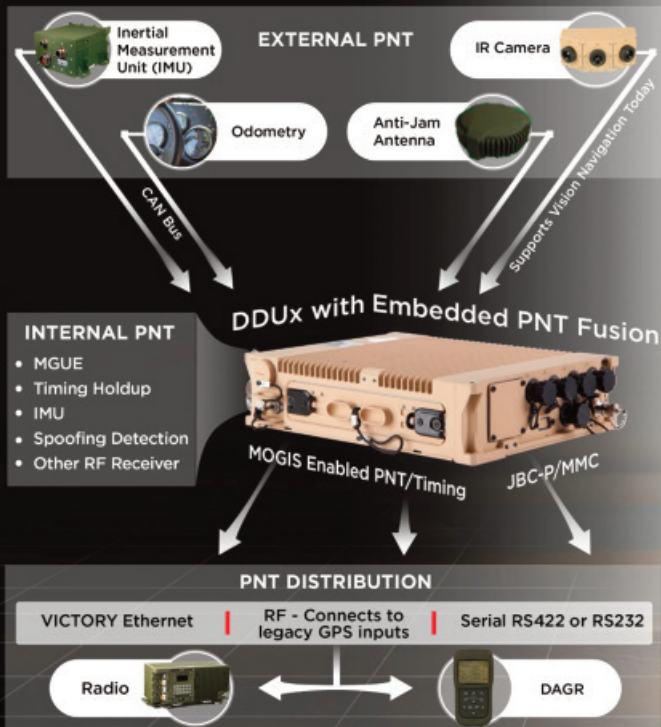 EXTERNAL PNT
Inertial
Measurement
Unit (IMU)
IR Camera
Odometry
Anti-Jam
Antenna
CAN Bus
Supports Vision Navigation Today
DDUx with Embedded PNT Fusion
INTERNAL PNT
• MGUE
• Timing Holdup
• IMU
• Spoofing Detection
• Other RF Receiver
MOGIS Enabled PNT/Timing
JBC-P/MMC
PNT DISTRIBUTION
VICTORY Ethernet
RF - Connects to
legacy GPS inputs
Serial RS422 or RS232
Radio
DAGR